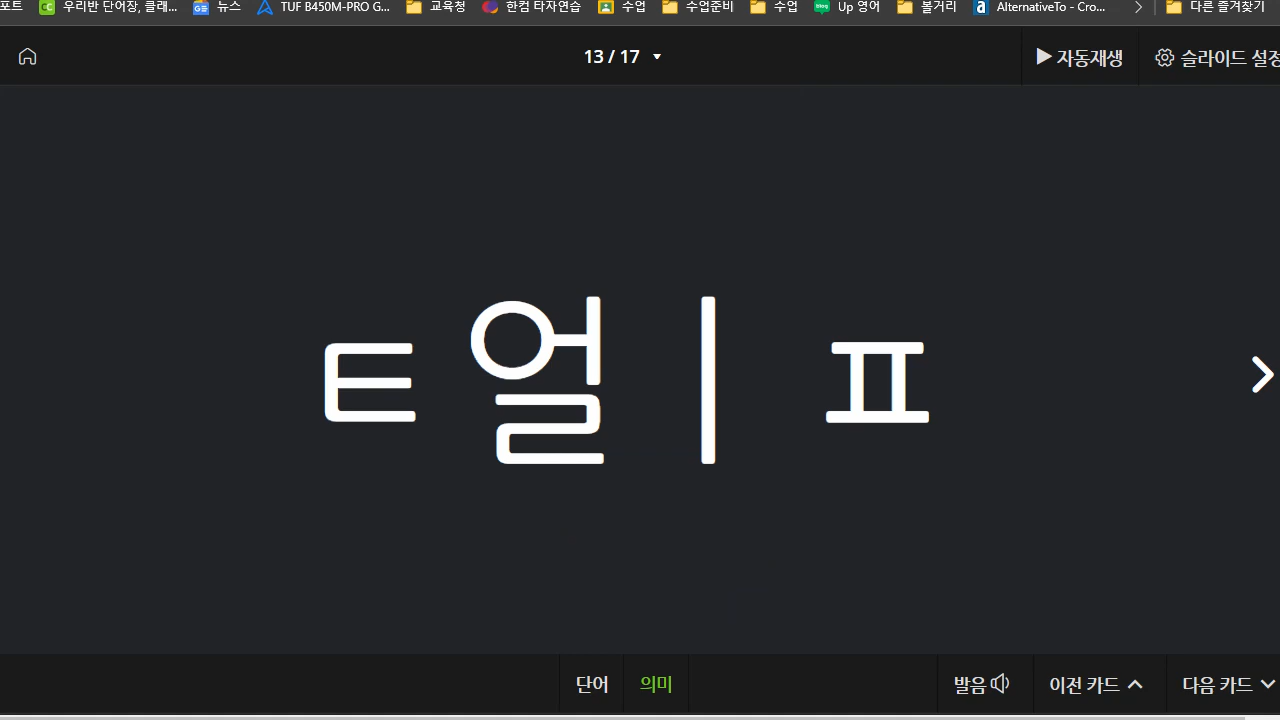 포트 우리반 단어장, 클래... 뉴스 TUF B450M-PRO G... 교육청 한컴 타자연습 수업 수업준비 수업 Up 영어 볼거리 AlternativeTo - Cro... 다른 즐겨찾기
13 / 17 자동재생 슬라이드 설정
ㅌ 얼 ㅣ ㅍ
단어 의미 발음 이전 카드 다음 카드